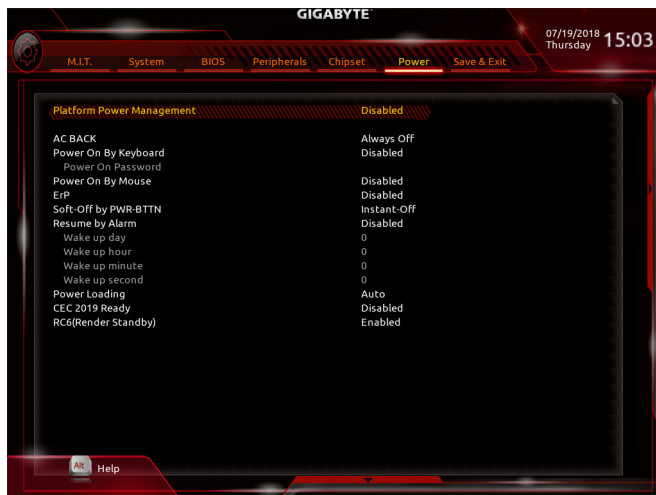 GIGABYTE™
07/19/2018 15:03
Thursday
M.I.T. System BIOS Peripherals Chipset Power Save & Exit
Platform Power Management Disabled
AC BACK Always Off
Power On By Keyboard Disabled
Power On Password
Power On By Mouse Disabled
ErP Disabled
Soft-Off by PWR-BTTN Instant-Off
Resume by Alarm Disabled
Wake up day 0
Wake up hour 0
Wake up minute 0
Wake up second 0
Power Loading Auto
CEC 2019 Ready Disabled
RC6(Render Standby) Enabled
Alt Help